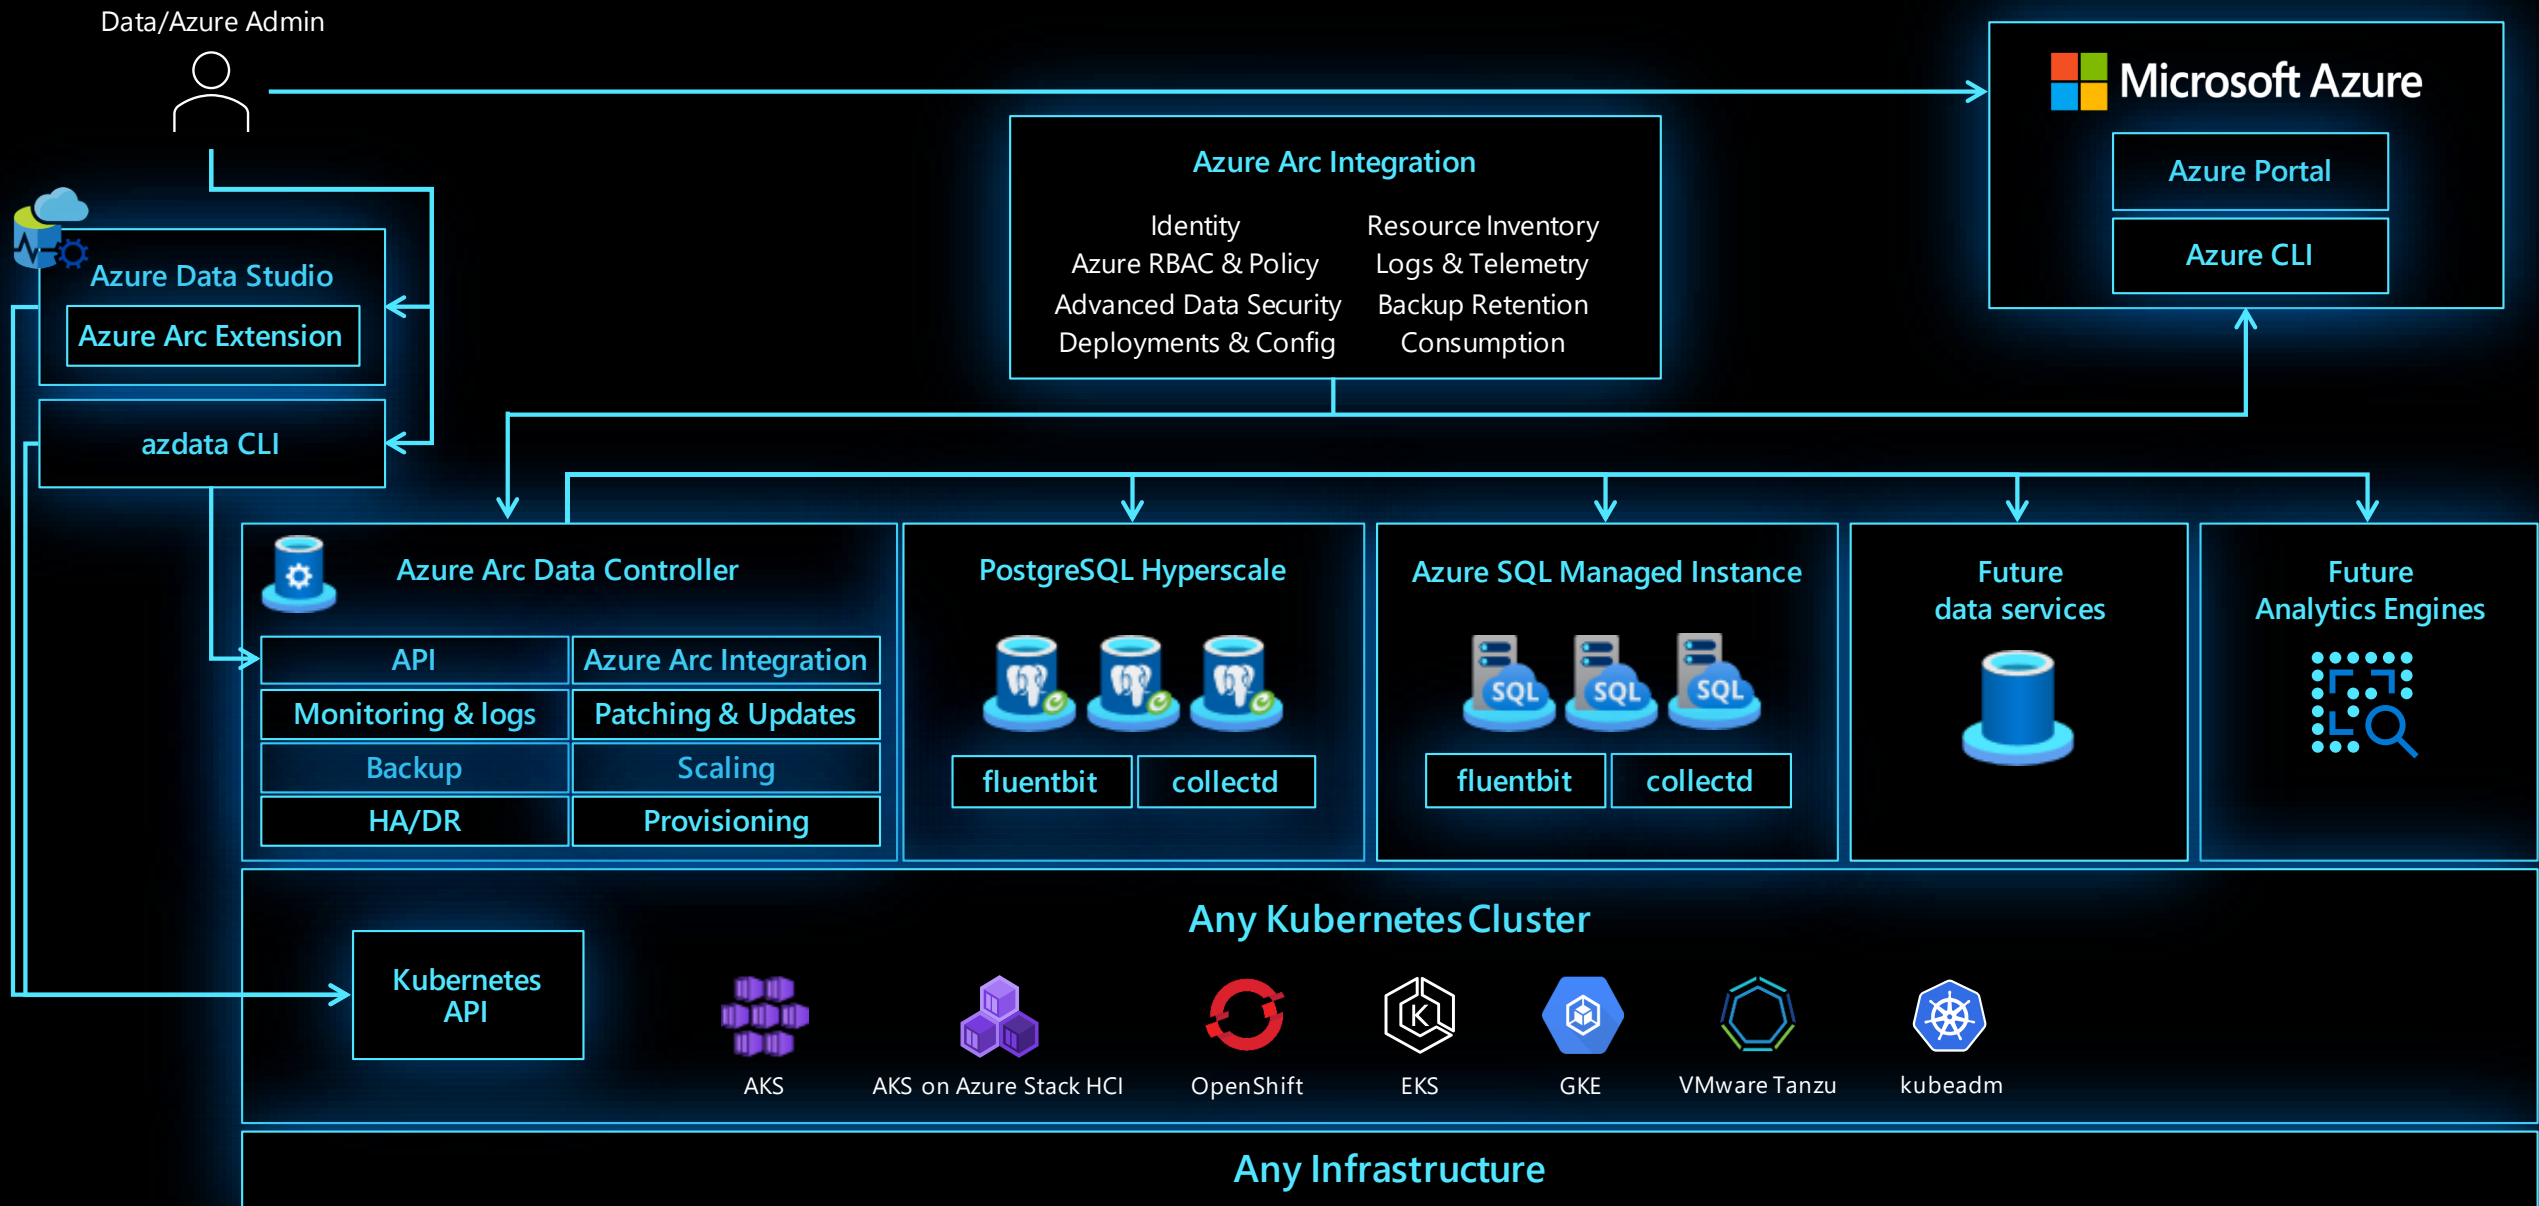 Data/Azure Admin
Microsoft Azure
Azure Portal
Azure CLI
Azure Arc Integration
Identity
Resource Inventory
Azure RBAC & Policy
Logs & Telemetry
Advanced Data Security
Backup Retention
Deployments & Config
Consumption
Azure Data Studio
Azure Arc Extension
azdata CLI
Azure Arc Data Controller
API
Azure Arc Integration
Monitoring & logs
Patching & Updates
Backup
Scaling
HA/DR
Provisioning
PostgreSQL Hyperscale
fluentbit
collectd
Azure SQL Managed Instance
SQL
SQL
SQL
fluentbit
collectd
Future
data services
Future
Analytics Engines
Any Kubernetes Cluster
Kubernetes
API
K
AKS
AKS on Azure Stack HCI
OpenShift
EKS
GKE
VMware Tanzu
kubeadm
Any Infrastructure